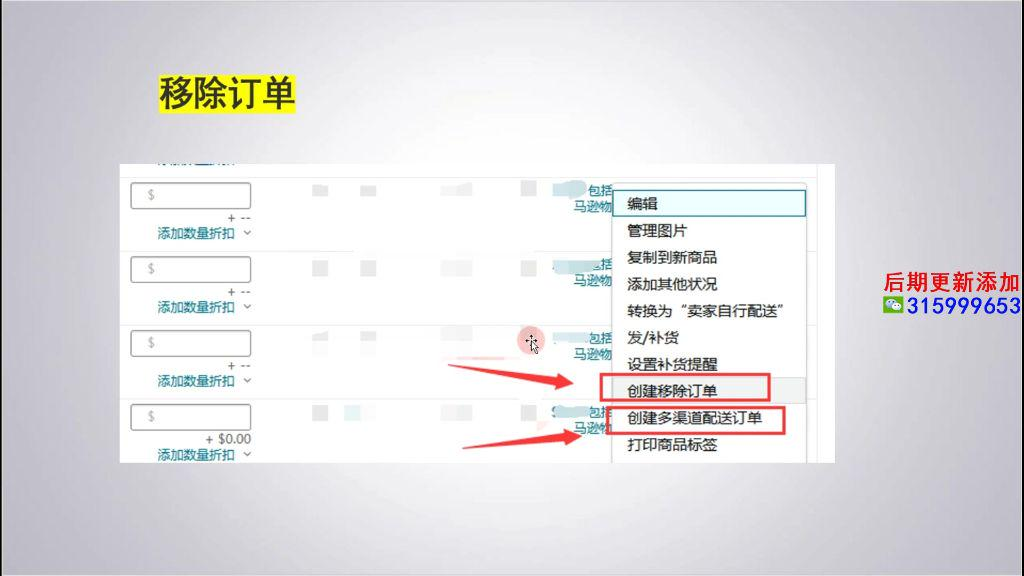 移除订单
$
+ --
添加数量折扣
包括
马逊物
$
+ --
添加数量折扣
包括
马逊物
$
+ --
添加数量折扣
包括
马逊物
$
+ $0.00
添加数量折扣
包括
马逊物
编辑
管理图片
复制到新商品
添加其他状况
转换为“卖家自行配送”
发/补货
设置补货提醒
创建移除订单
创建多渠道配送订单
打印商品标签
后期更新添加
315999653